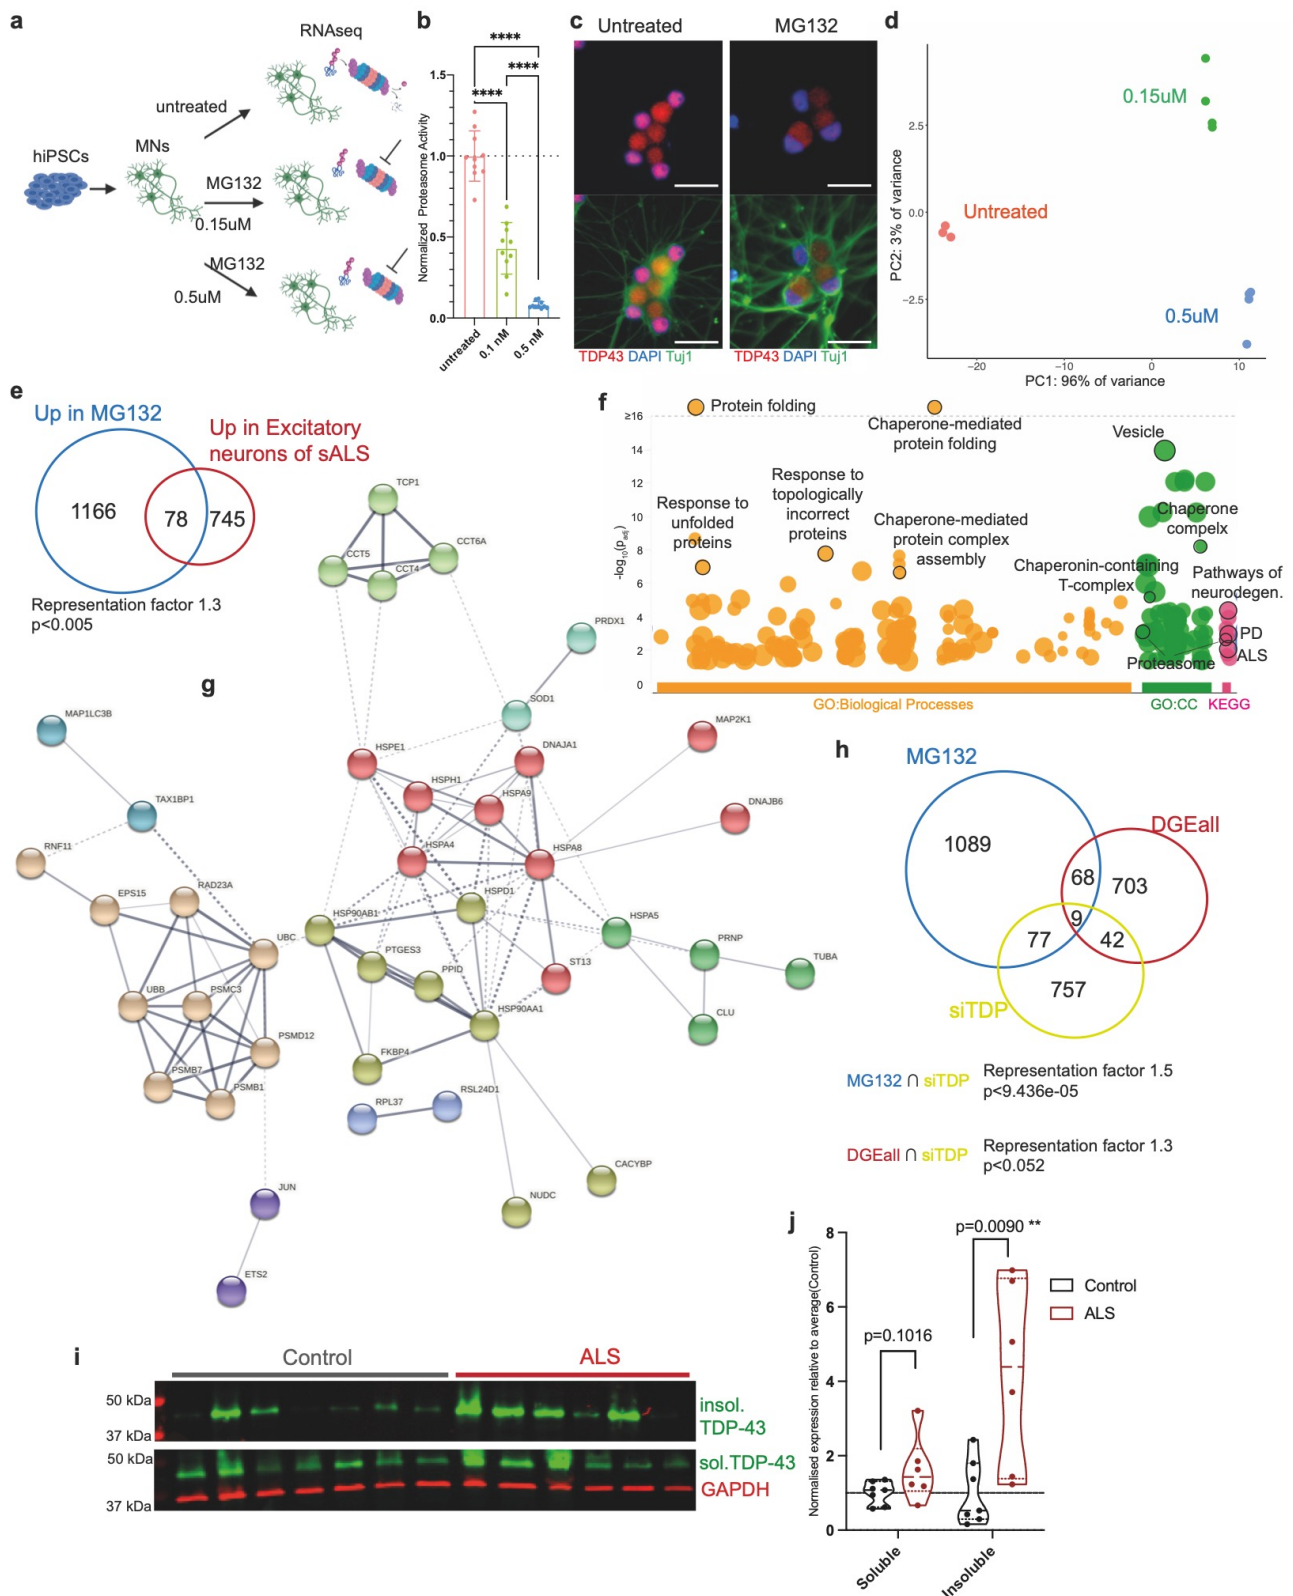 a
RNAseq
untreated
hiPSCs
MNs
MG132
0.15uM
MG132
0.5uM
b
****
****
****
Normalized Proteasome Activity
1.5
1.0
0.5
0.0
untreated
0.1 nM
0.5 nM
c
Untreated
MG132
TDP43 DAPI Tuj1
TDP43 DAPI Tuj1
d
0.15uM
Untreated
0.5uM
PC2: 3% of variance
2.5
0.0
−2.5
−20
−10
0
10
PC1: 96% of variance
e
Up in MG132
Up in Excitatory
neurons of sALS
1166
78
745
Representation factor 1.3
p<0.005
f
≥16
14
12
10
8
6
4
2
0
-log10(padj)
Protein folding
Chaperone-mediated
protein folding
Vesicle
Response to
unfolded
proteins
Response to
topologically
incorrect
proteins
Chaperone-mediated
protein complex
assembly
Chaperone
compelx
Chaperonin-containing
T-complex
Pathways of
neurodegen.
PD
ALS
Proteasome
GO:Biological Processes
GO:CC
KEGG
g
TCP1
CCT5
CCT6A
CCT4
PRDX1
SOD1
MAP1LC3B
MAP2K1
HSPE1
DNAJA1
HSPH1
HSPA9
TAX1BP1
DNAJB6
RNF11
HSPA4
HSPA8
EPS15
RAD23A
HSPD1
HSP90AB1
HSPA5
UBC
PTGES3
PRNP
TUBA
PPID
ST13
UBB
PSMC3
HSP90AA1
CLU
PSMD12
FKBP4
PSMB7
PSMB1
RPL37
RSL24D1
CACYBP
JUN
NUDC
ETS2
h
MG132
DGEall
1089
68
703
9
77
42
757
siTDP
MG132 ∩ siTDP
Representation factor 1.5
p<9.436e-05
DGEall ∩ siTDP
Representation factor 1.3
p<0.052
i
Control
ALS
50 kDa
37 kDa
insol.
TDP-43
50 kDa
37 kDa
sol.TDP-43
GAPDH
j
Normalised expression relative to average(Control)
8
6
4
2
0
p=0.1016
p=0.0090 **
Control
ALS
Soluble
Insoluble